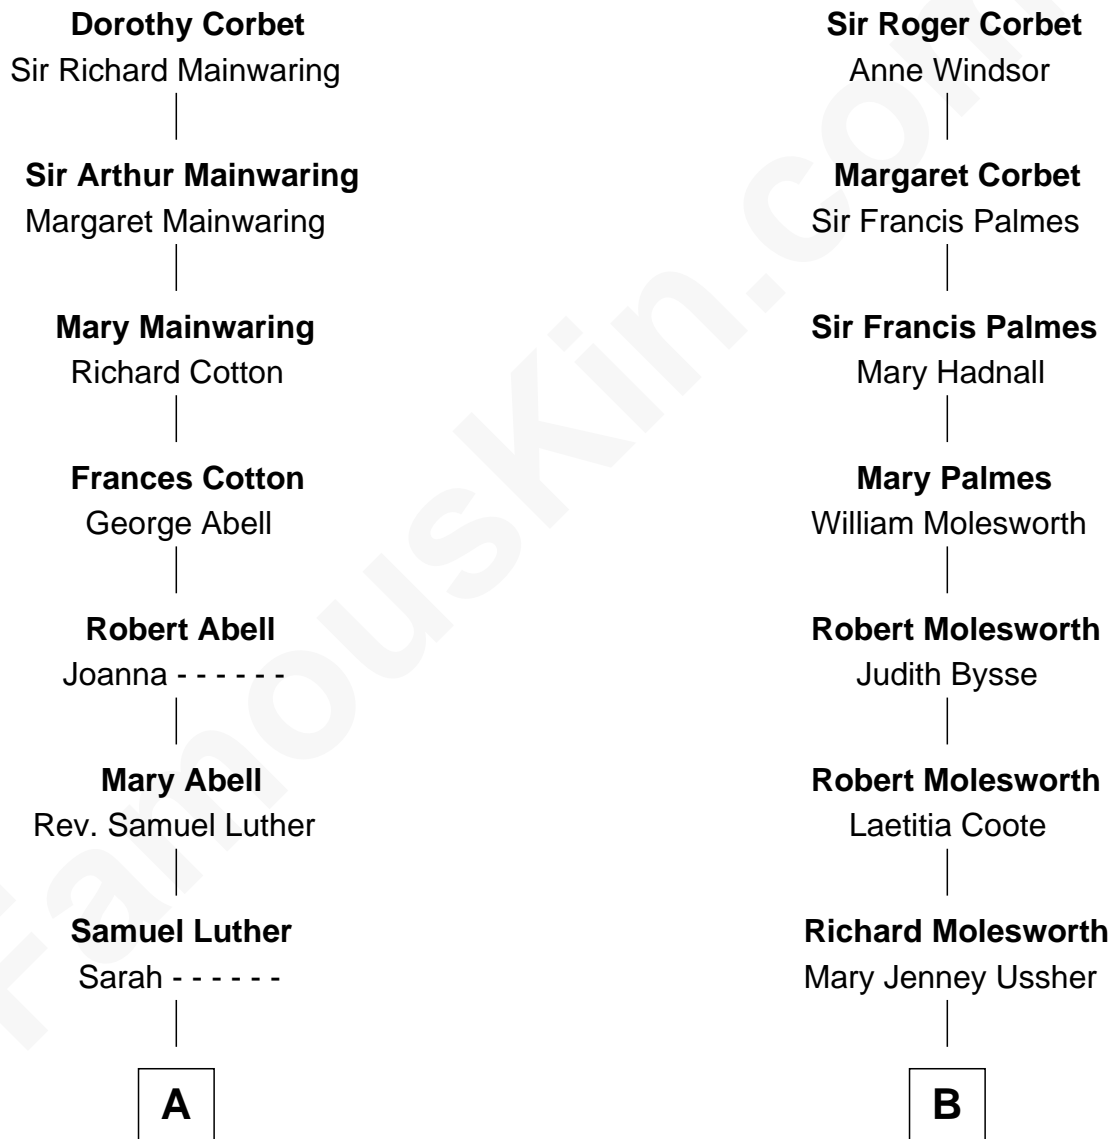 Dorothy Corbet
Sir Richard Mainwaring
Sir Arthur Mainwaring
Margaret Mainwaring
Mary Mainwaring
Richard Cotton
Frances Cotton
George Abell
Robert Abell
Joanna - - - - - -
Mary Abell
Rev. Samuel Luther
Samuel Luther
Sarah - - - - - -
A
Sir Roger Corbet
Anne Windsor
Margaret Corbet
Sir Francis Palmes
Sir Francis Palmes
Mary Hadnall
Mary Palmes
William Molesworth
Robert Molesworth
Judith Bysse
Robert Molesworth
Laetitia Coote
Richard Molesworth
Mary Jenney Ussher
B
FamousKin.com